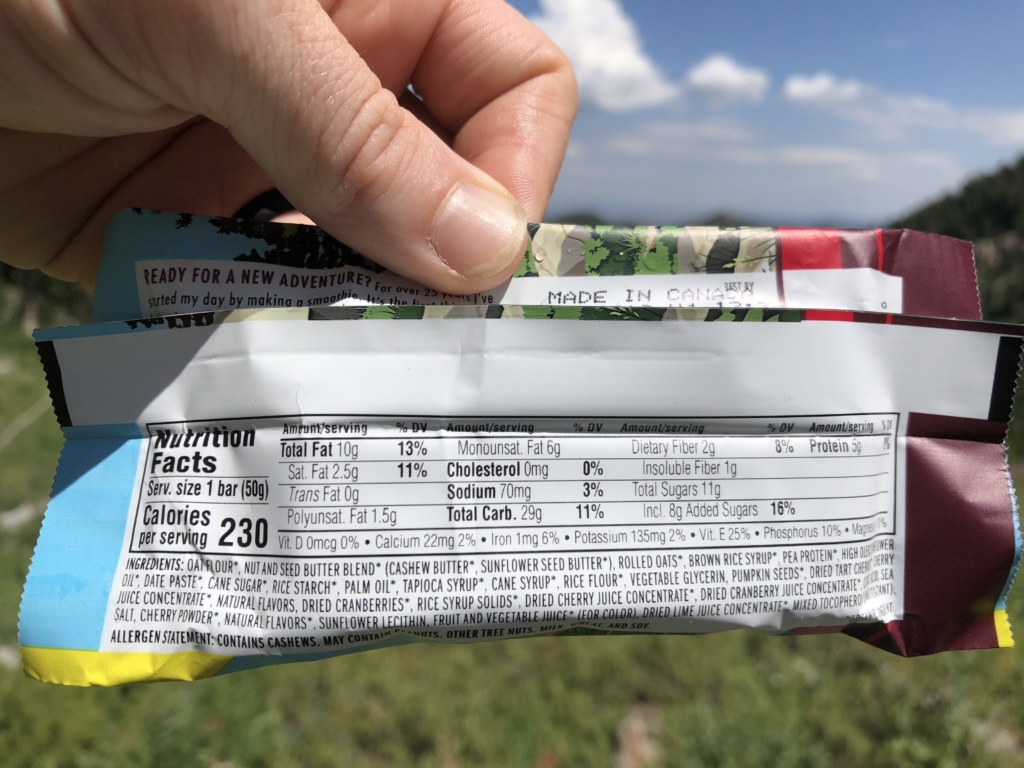 READY FOR A NEW ADVENTURE? For over 25 years I've
started my day by making a smoothie. It's the
BEST BY
MADE IN CANADA
Nutrition
Facts
Serv. size 1 bar (50g)
Calories
per serving 230
Amount/serving % DV Amount/serving % DV Amount/serving % DV Amount/serving % DV
Total Fat 10g 13% Monounsat. Fat 6g Dietary Fiber 2g 8% Protein 5g
Sat. Fat 2.5g 11% Cholesterol 0mg 0% Insoluble Fiber 1g
Trans Fat 0g Sodium 70mg 3% Total Sugars 11g
Polyunsat. Fat 1.5g Total Carb. 29g 11% Incl. 8g Added Sugars 16%
Vit. D 0mcg 0% • Calcium 22mg 2% • Iron 1mg 6% • Potassium 135mg 2% • Vit. E 25% • Phosphorus 10% •
INGREDIENTS: OAT FLOUR*, NUT AND SEED BUTTER BLEND* (CASHEW BUTTER*, SUNFLOWER SEED BUTTER*), ROLLED OATS*, BROWN RICE SYRUP*, PEA PROTEIN*, HIGH OLEIC SUNFLOWER
OIL*, DATE PASTE*, CANE SUGAR*, RICE STARCH*, PALM OIL*, TAPIOCA SYRUP*, CANE SYRUP*, RICE FLOUR*, VEGETABLE GLYCERIN, PUMPKIN SEEDS*, DRIED TART CHERRY
JUICE CONCENTRATE*, NATURAL FLAVORS, DRIED CRANBERRIES*, RICE SYRUP SOLIDS*, DRIED CHERRY JUICE CONCENTRATE*, DRIED CRANBERRY JUICE CONCENTRATE*, SEA
SALT, CHERRY POWDER*, NATURAL FLAVORS*, SUNFLOWER LECITHIN, FRUIT AND VEGETABLE JUICE* (FOR COLOR), DRIED LIME JUICE CONCENTRATE*, MIXED TOCOPHEROLS
ALLERGEN STATEMENT: CONTAINS CASHEWS. MAY CONTAIN PEANUTS, OTHER TREE NUTS, MILK, WHEAT, AND SOY.